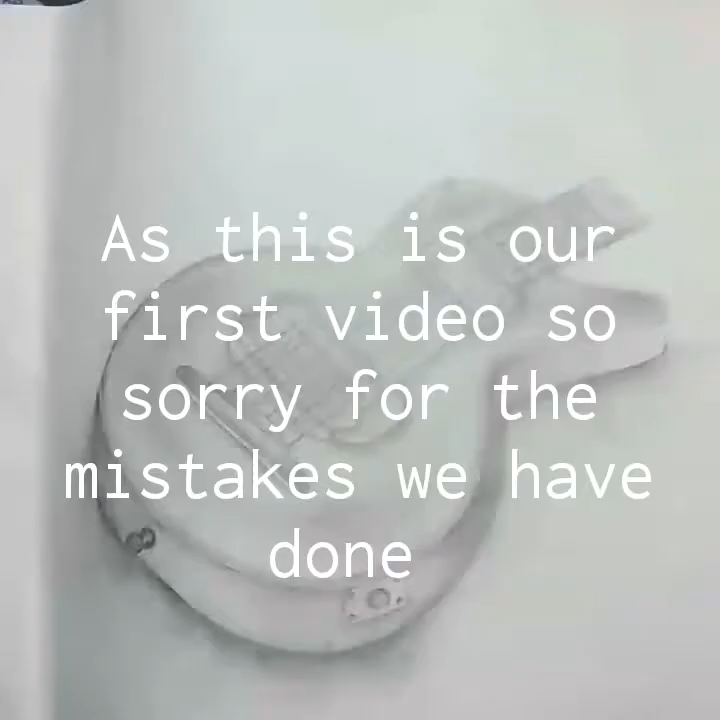 As this is our
first video so
sorry for the
mistakes we have
done